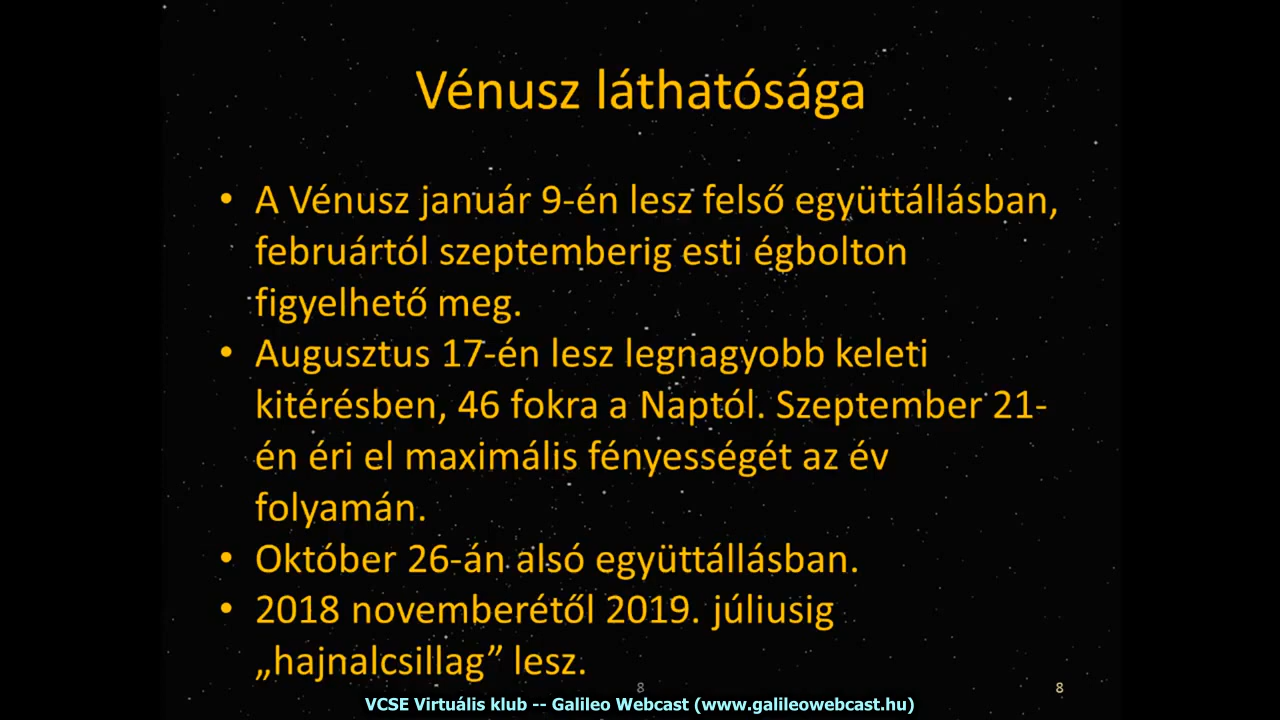 Vénusz láthatósága
• A Vénusz január 9-én lesz felső együttállásban,
februártól szeptemberig esti égbolton
figyelhető meg.
• Augusztus 17-én lesz legnagyobb keleti
kitérésben, 46 fokra a Naptól. Szeptember 21-
én éri el maximális fényességét az év
folyamán.
• Október 26-án alsó együttállásban.
• 2018 novemberétől 2019. júliusig
„hajnalcsillag” lesz.
8
8
VCSE Virtuális klub -- Galileo Webcast (www.galileowebcast.hu)